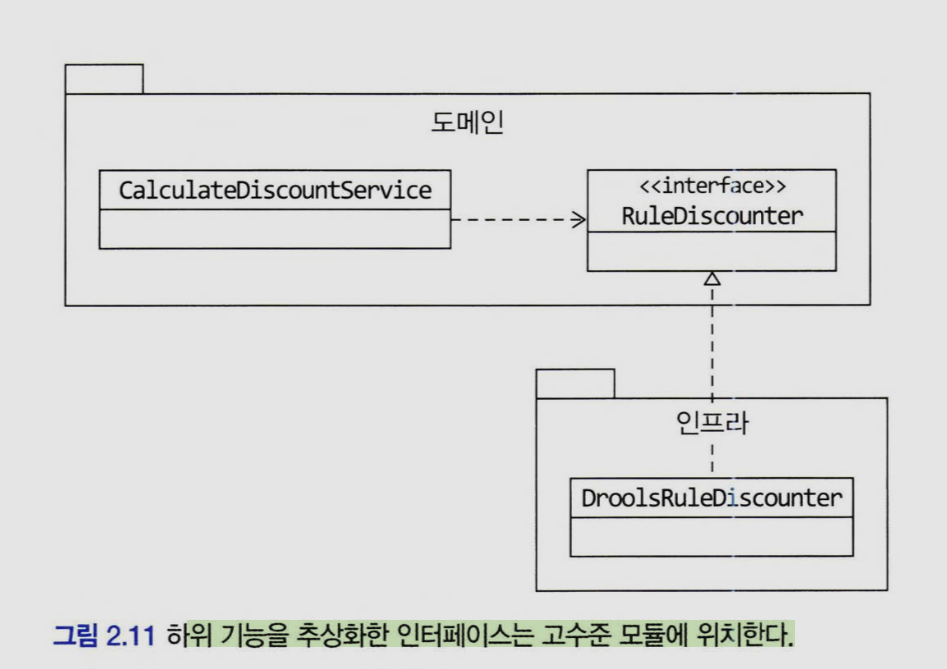 도메인
CalculateDiscountService
<<interface>>
RuleDiscounter
인프라
DroolsRuleDiscounter
그림 2.11 하위 기능을 추상화한 인터페이스는 고수준 모듈에 위치한다.